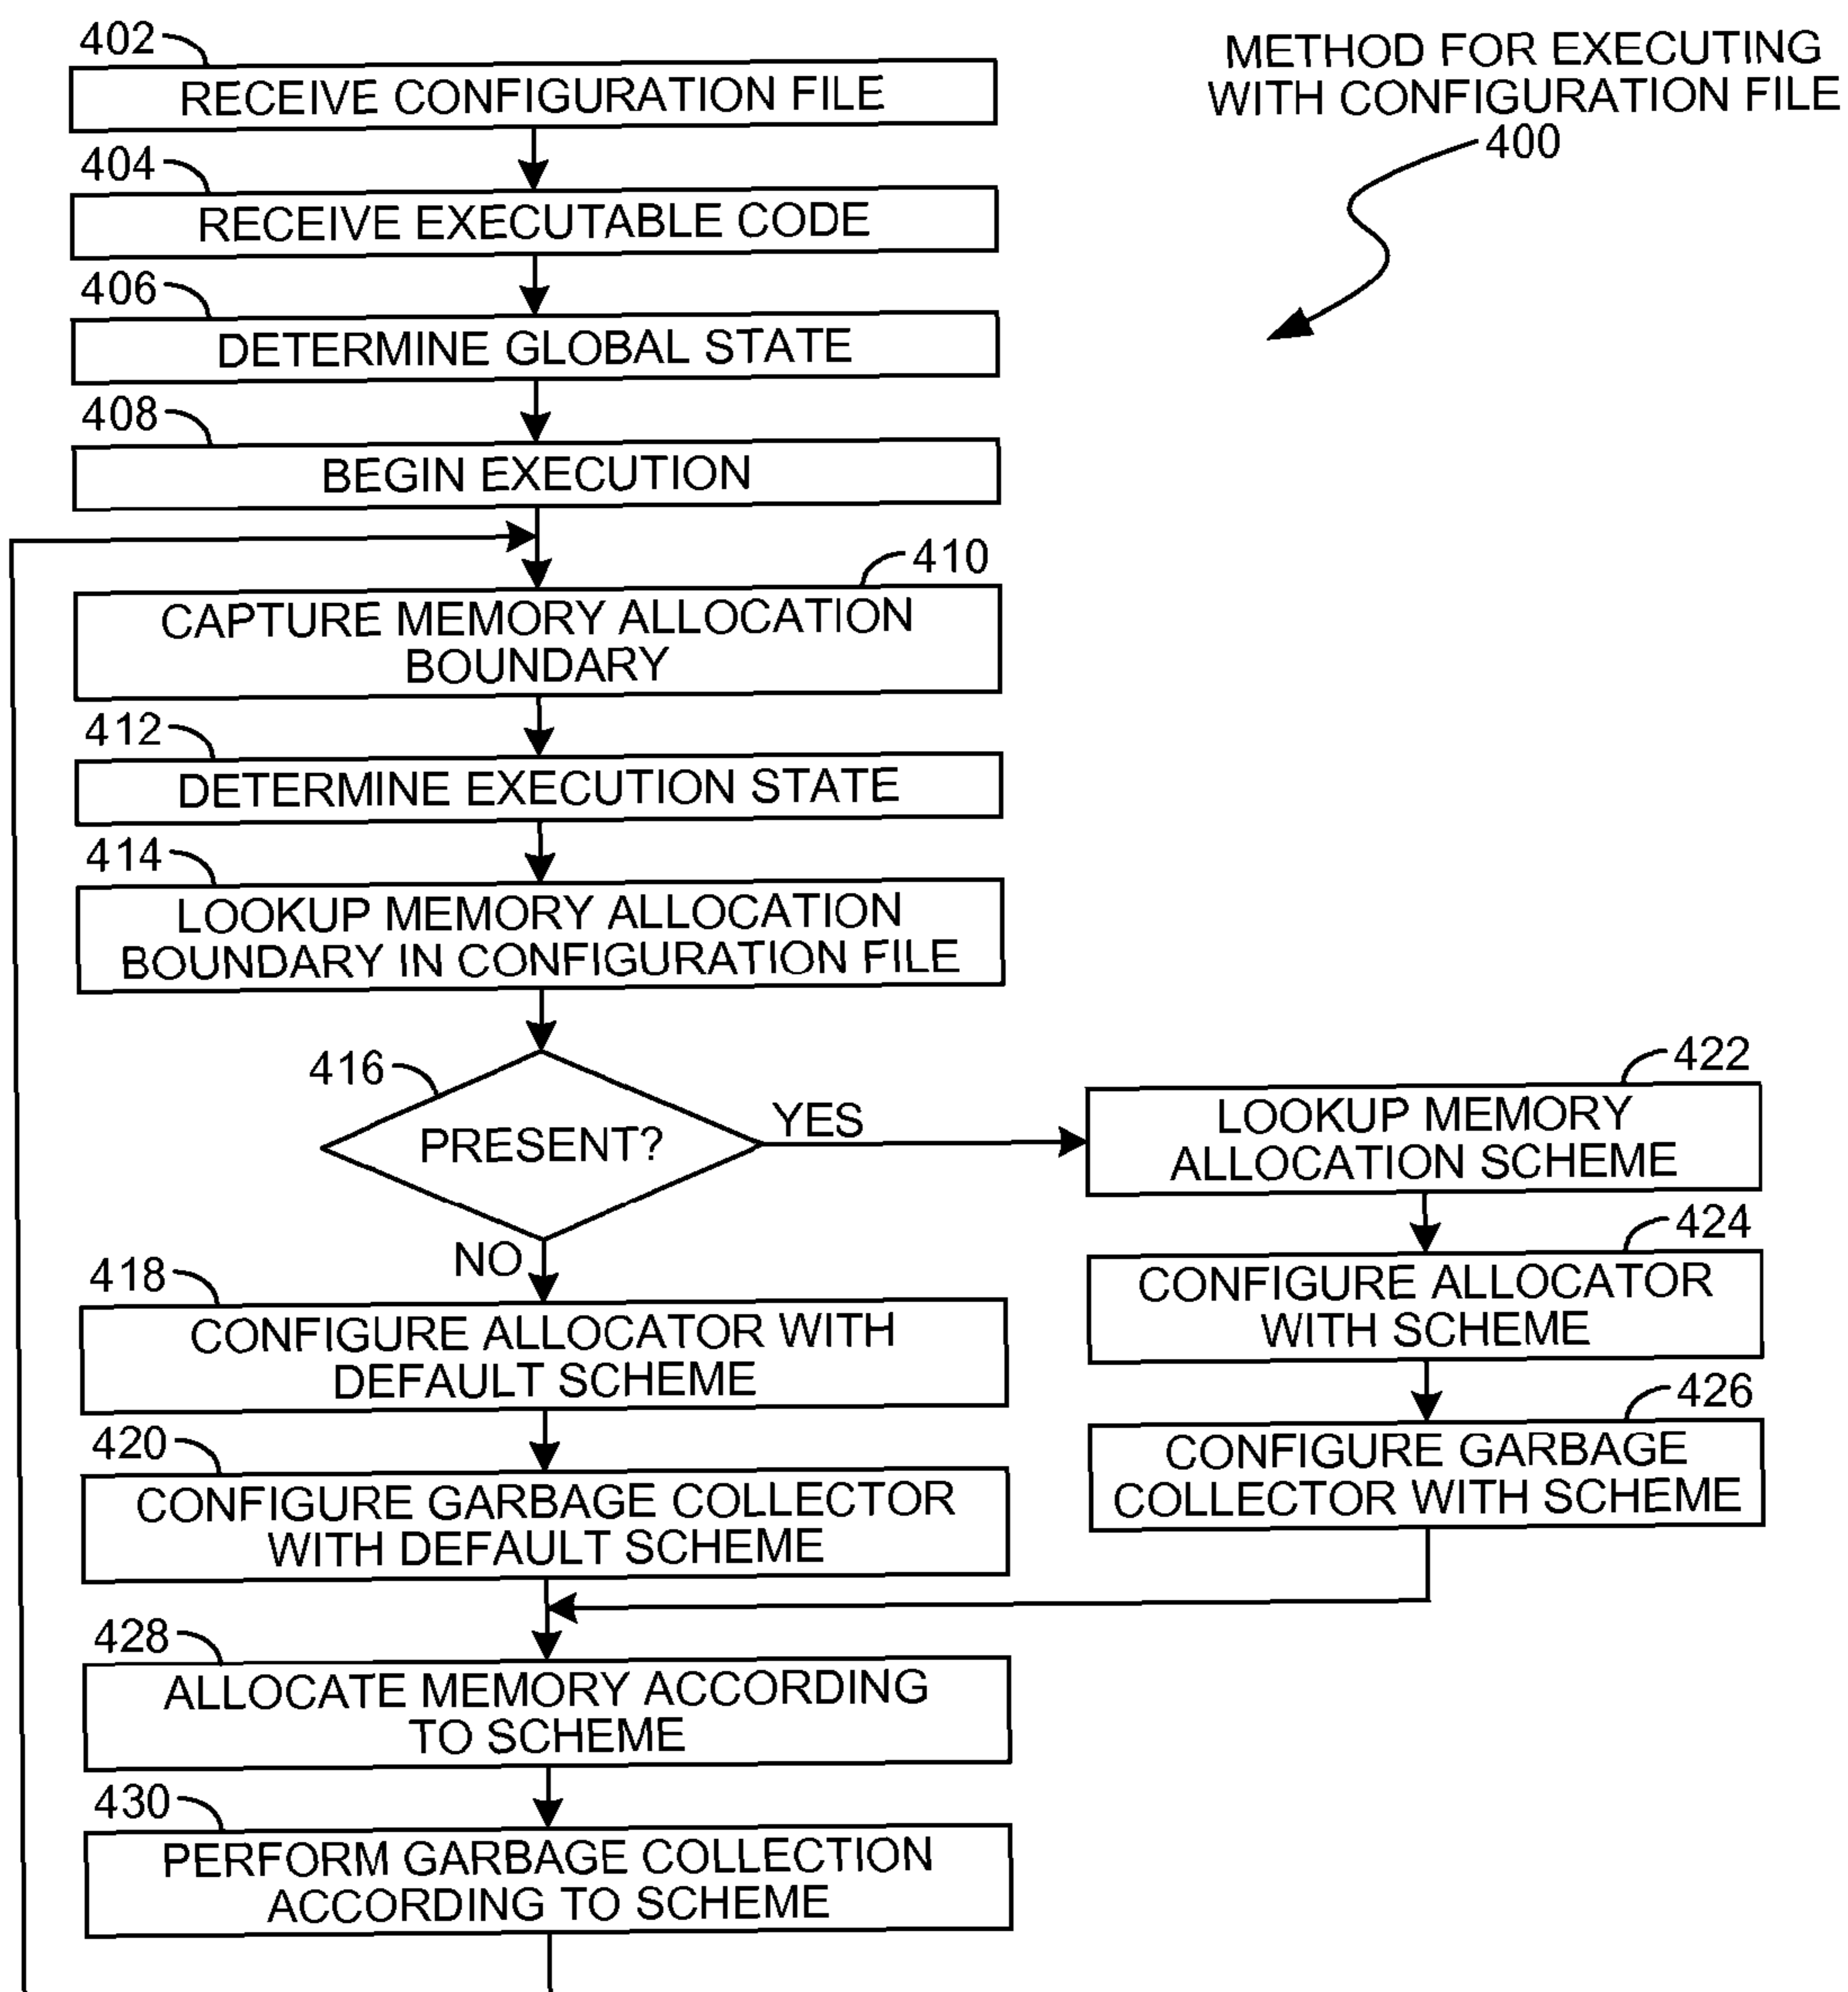 METHOD FOR EXECUTING
WITH CONFIGURATION FILE
400
402
RECEIVE CONFIGURATION FILE
404
RECEIVE EXECUTABLE CODE
406
DETERMINE GLOBAL STATE
408
BEGIN EXECUTION
410
CAPTURE MEMORY ALLOCATION
BOUNDARY
412
DETERMINE EXECUTION STATE
414
LOOKUP MEMORY ALLOCATION
BOUNDARY IN CONFIGURATION FILE
416
PRESENT?
YES
NO
418
CONFIGURE ALLOCATOR WITH
DEFAULT SCHEME
420
CONFIGURE GARBAGE COLLECTOR
WITH DEFAULT SCHEME
422
LOOKUP MEMORY
ALLOCATION SCHEME
424
CONFIGURE ALLOCATOR
WITH SCHEME
426
CONFIGURE GARBAGE
COLLECTOR WITH SCHEME
428
ALLOCATE MEMORY ACCORDING
TO SCHEME
430
PERFORM GARBAGE COLLECTION
ACCORDING TO SCHEME